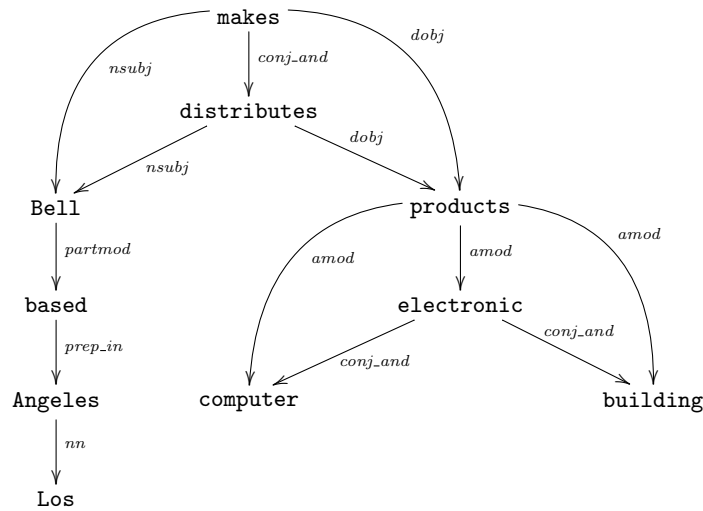 makes
dobj
nsubj
conj_and
distributes
dobj
nsubj
Bell products
partmod amod amod amod
based electronic
prep_in conj_and conj_and
Angeles computer building
nn
Los